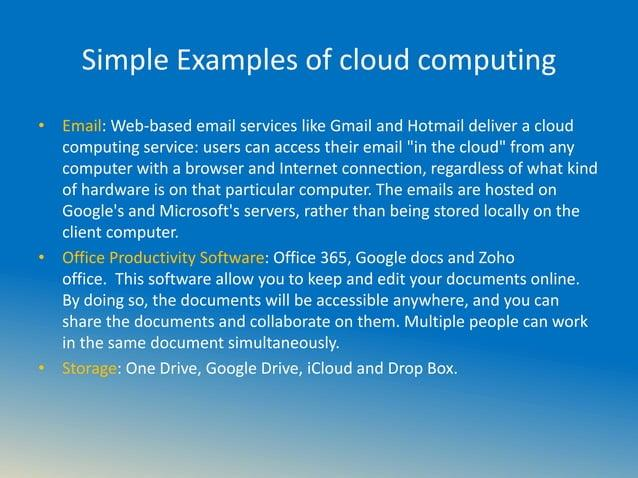 Simple Examples of cloud computing
• Email: Web-based email services like Gmail and Hotmail deliver a cloud
computing service: users can access their email "in the cloud" from any
computer with a browser and Internet connection, regardless of what kind
of hardware is on that particular computer. The emails are hosted on
Google's and Microsoft's servers, rather than being stored locally on the
client computer.
• Office Productivity Software: Office 365, Google docs and Zoho
office.  This software allow you to keep and edit your documents online.
By doing so, the documents will be accessible anywhere, and you can
share the documents and collaborate on them. Multiple people can work
in the same document simultaneously.
• Storage: One Drive, Google Drive, iCloud and Drop Box.